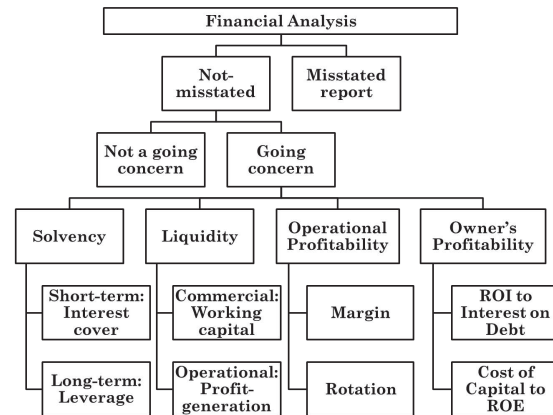 Financial Analysis
Not-
misstated
Misstated
report
Not a going
concern
Going
concern
Solvency
Liquidity
Operational
Profitability
Owner's
Profitability
Short-term:
Interest
cover
Commercial:
Working
capital
Margin
ROI to
Interest on
Debt
Long-term:
Leverage
Operational:
Profit-
generation
Rotation
Cost of
Capital to
ROE